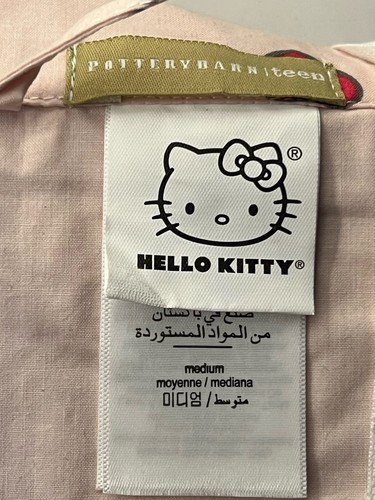 POTTERYBARN | teen
®
HELLO KITTY®
صنع في باكستان
من المواد المستوردة
medium
moyenne / mediana
미디엄 / متوسط